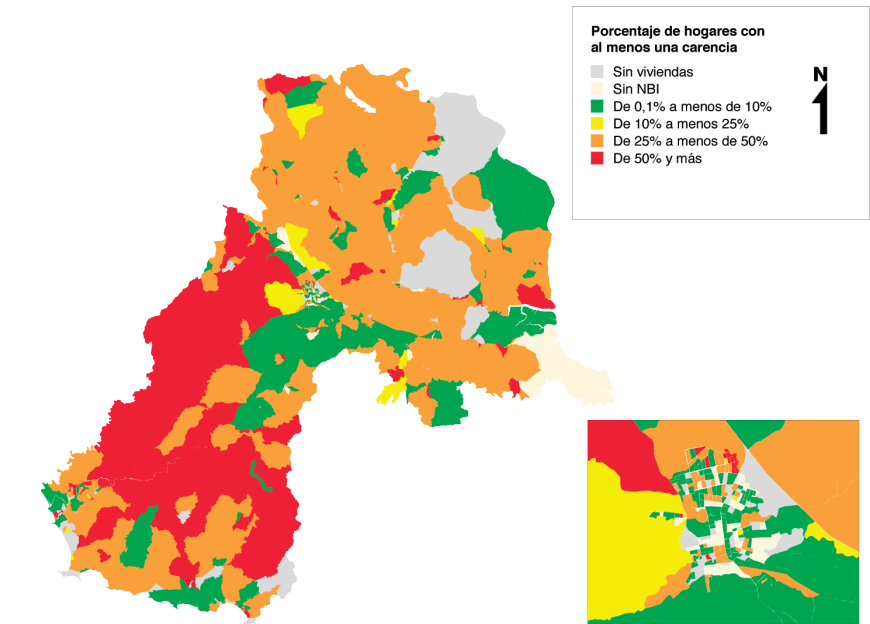 Porcentaje de hogares con
al menos una carencia
Sin viviendas
Sin NBI
De 0,1% a menos de 10%
De 10% a menos 25%
De 25% a menos de 50%
De 50% y más
N